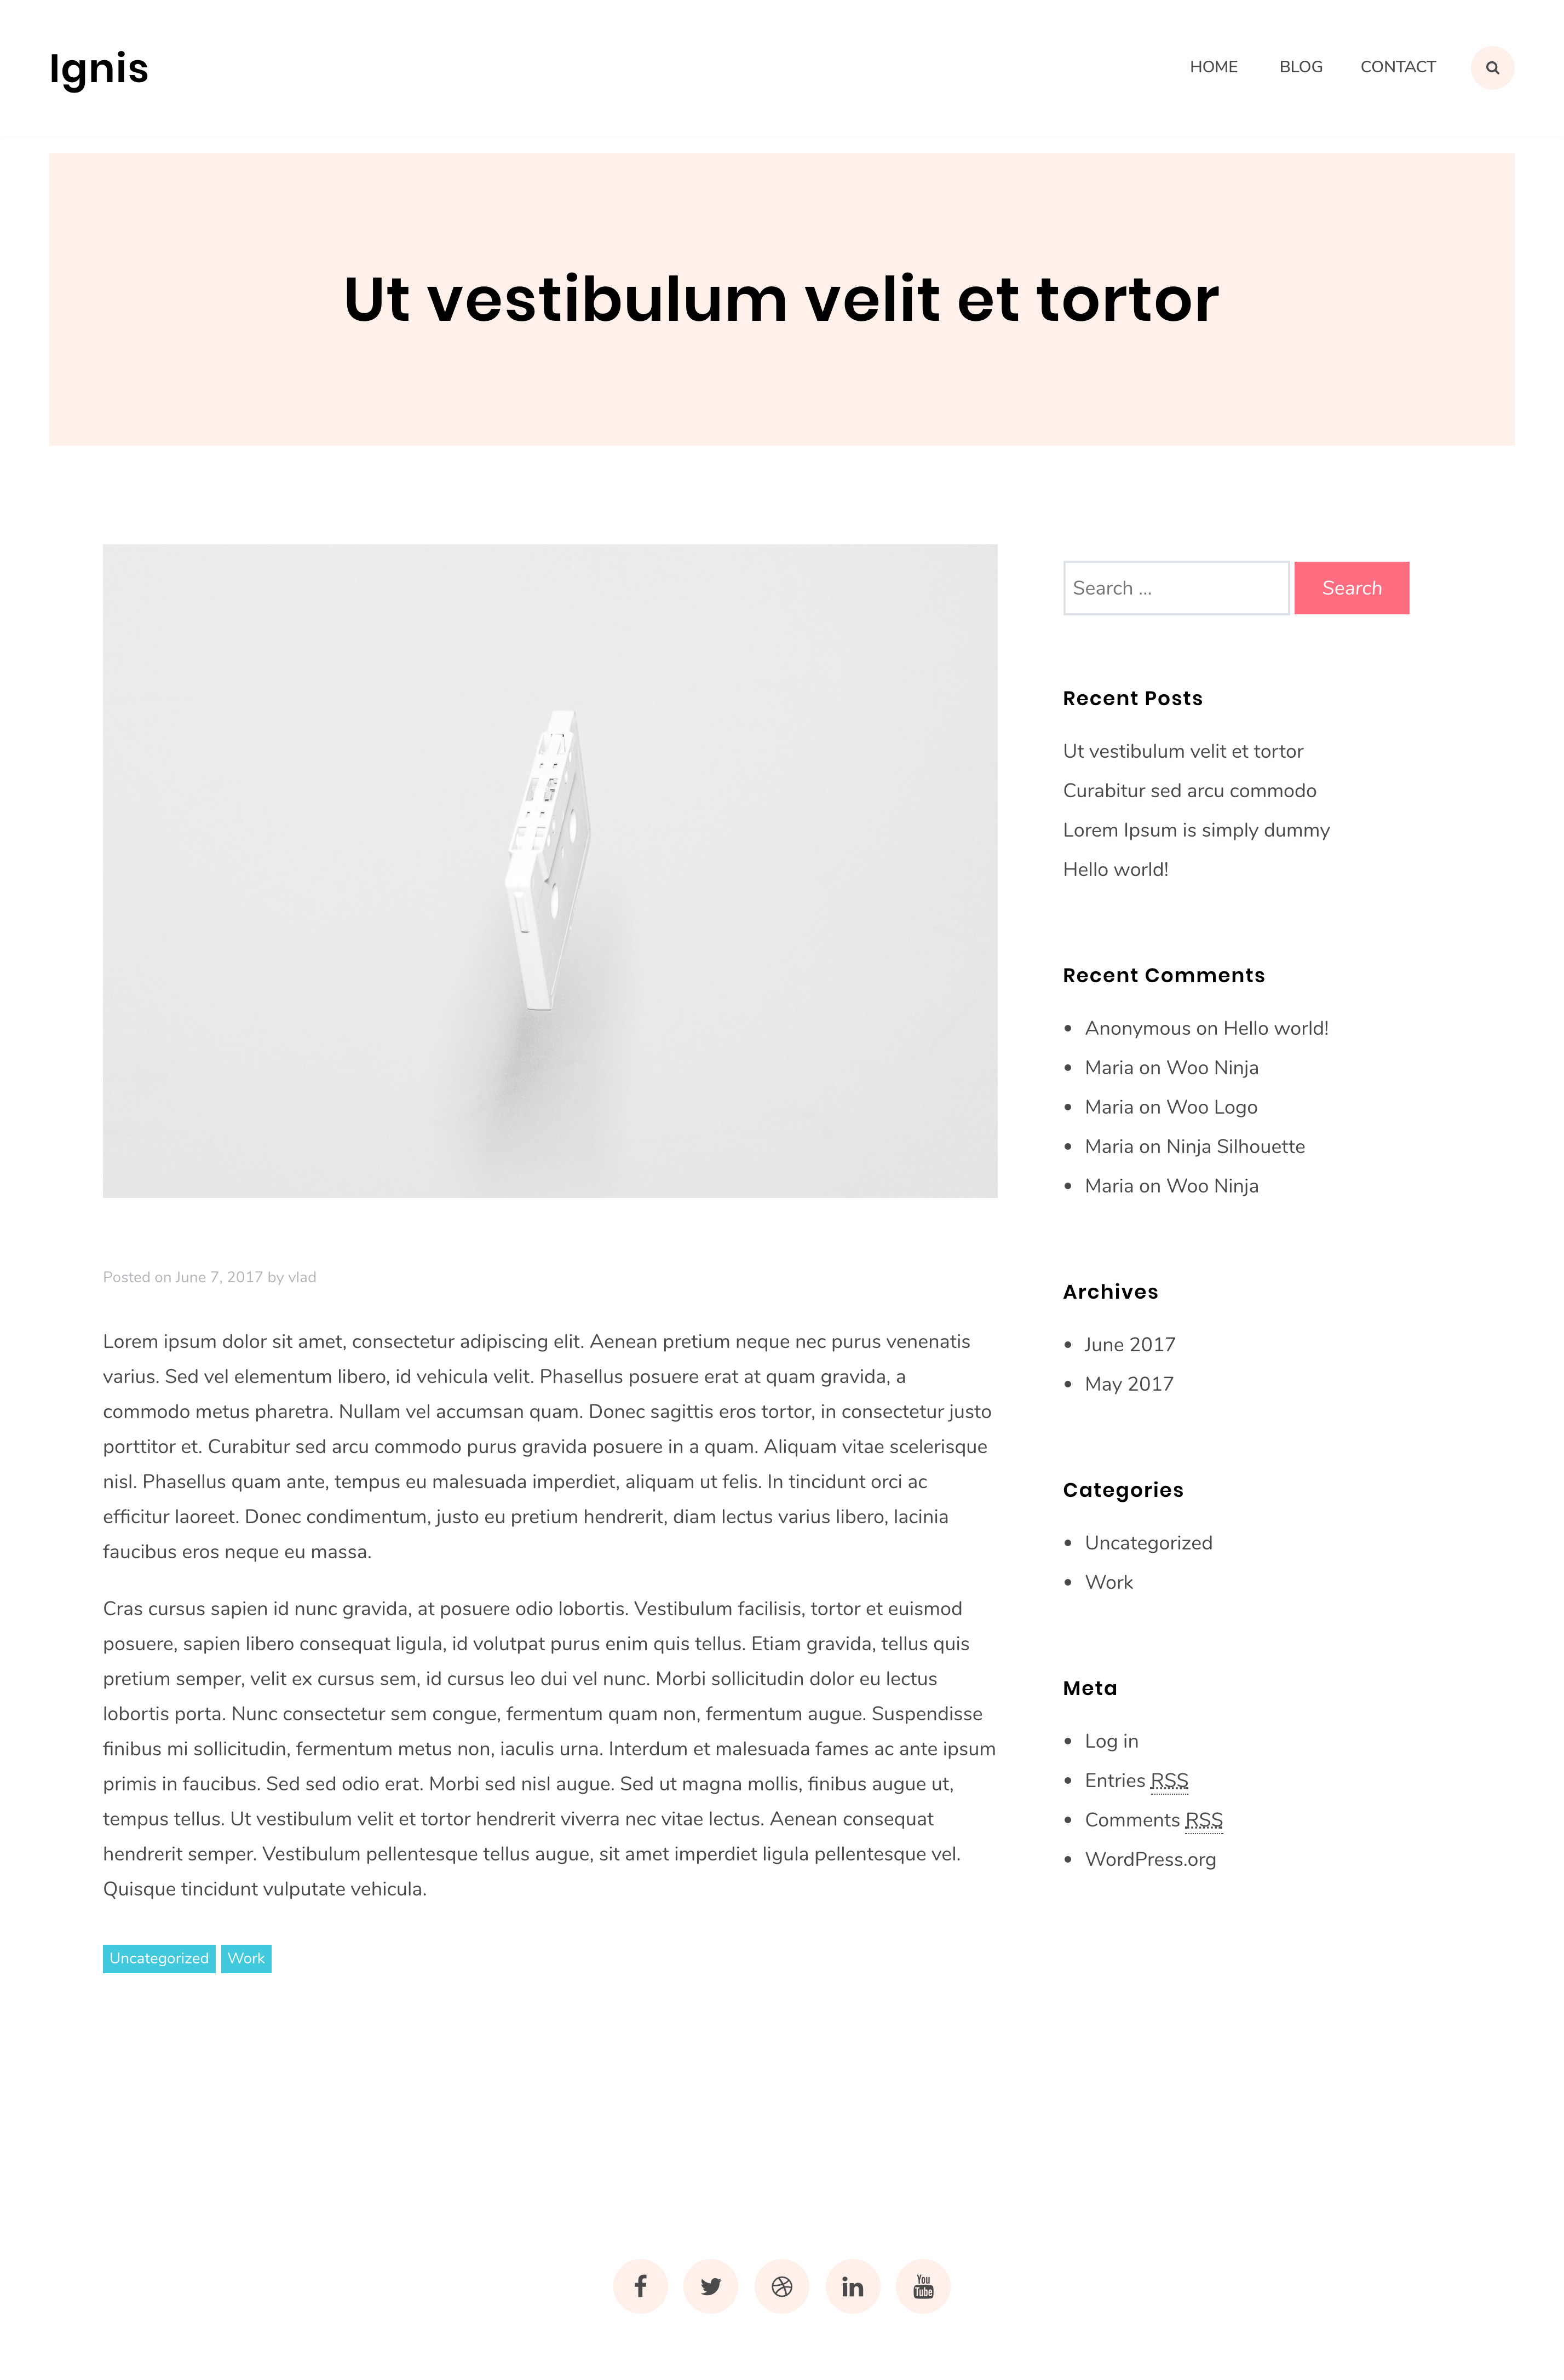 Ignis
HOME
BLOG
CONTACT
Ut vestibulum velit et tortor
Search ...
Search
Recent Posts
Ut vestibulum velit et tortor
Curabitur sed arcu commodo
Lorem Ipsum is simply dummy
Hello world!
Recent Comments
Anonymous on Hello world!
Maria on Woo Ninja
Maria on Woo Logo
Maria on Ninja Silhouette
Maria on Woo Ninja
Archives
June 2017
May 2017
Categories
Uncategorized
Work
Meta
Log in
Entries RSS
Comments RSS
WordPress.org
Posted on June 7, 2017 by vlad
Lorem ipsum dolor sit amet, consectetur adipiscing elit. Aenean pretium neque nec purus venenatis
varius. Sed vel elementum libero, id vehicula velit. Phasellus posuere erat at quam gravida, a
commodo metus pharetra. Nullam vel accumsan quam. Donec sagittis eros tortor, in consectetur justo
porttitor et. Curabitur sed arcu commodo purus gravida posuere in a quam. Aliquam vitae scelerisque
nisl. Phasellus quam ante, tempus eu malesuada imperdiet, aliquam ut felis. In tincidunt orci ac
efficitur laoreet. Donec condimentum, justo eu pretium hendrerit, diam lectus varius libero, lacinia
faucibus eros neque eu massa.
Cras cursus sapien id nunc gravida, at posuere odio lobortis. Vestibulum facilisis, tortor et euismod
posuere, sapien libero consequat ligula, id volutpat purus enim quis tellus. Etiam gravida, tellus quis
pretium semper, velit ex cursus sem, id cursus leo dui vel nunc. Morbi sollicitudin dolor eu lectus
lobortis porta. Nunc consectetur sem congue, fermentum quam non, fermentum augue. Suspendisse
finibus mi sollicitudin, fermentum metus non, iaculis urna. Interdum et malesuada fames ac ante ipsum
primis in faucibus. Sed sed odio erat. Morbi sed nisl augue. Sed ut magna mollis, finibus augue ut,
tempus tellus. Ut vestibulum velit et tortor hendrerit viverra nec vitae lectus. Aenean consequat
hendrerit semper. Vestibulum pellentesque tellus augue, sit amet imperdiet ligula pellentesque vel.
Quisque tincidunt vulputate vehicula.
Uncategorized
Work
You
Tube